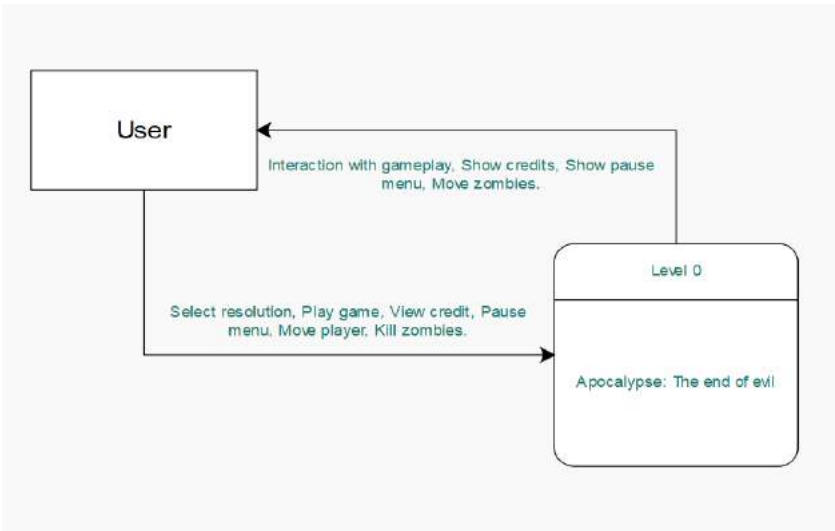 User
Interaction with gameplay, Show credits, Show pause
menu, Move zombies.
Level 0
Select resolution, Play game, View credit, Pause
menu, Move player, Kill zombies.
Apocalypse: The end of evil